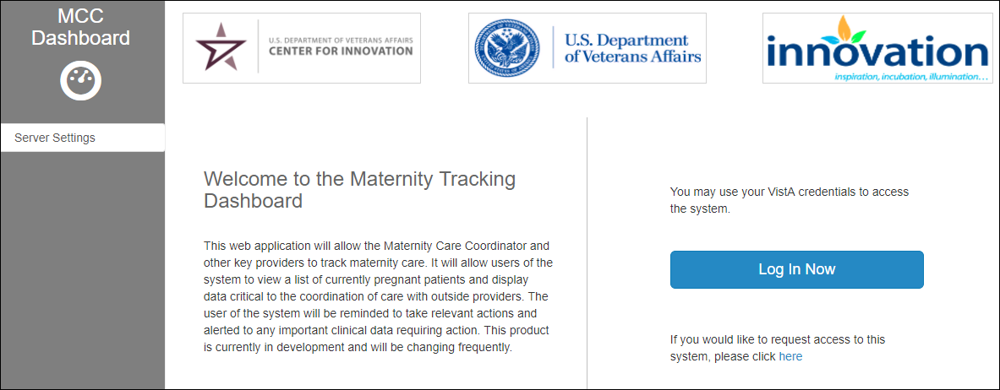 MCC
Dashboard
U.S. DEPARTMENT OF VETERANS AFFAIRS
CENTER FOR INNOVATION
U.S. Department
of Veterans Affairs
innovation
inspiration, incubation, illumination...
Server Settings
Welcome to the Maternity Tracking
Dashboard
This web application will allow the Maternity Care Coordinator and
other key providers to track maternity care. It will allow users of the
system to view a list of currently pregnant patients and display
data critical to the coordination of care with outside providers. The
user of the system will be reminded to take relevant actions and
alerted to any important clinical data requiring action. This product
is currently in development and will be changing frequently.
You may use your VistA credentials to access
the system.
Log In Now
If you would like to request access to this
system, please click here